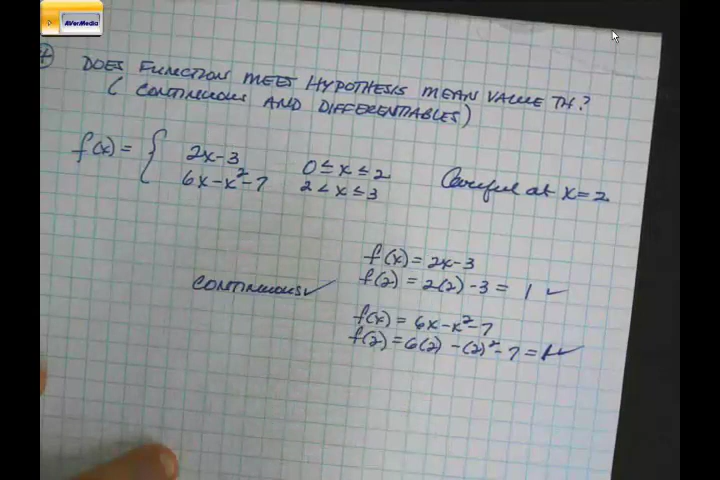 AVerMedia
DOES FUNCTION MEET HYPOTHESIS MEAN VALUE TH?
( CONTINUOUS AND DIFFERENTIABLES )
f(x) = { 2x-3 0 ≤ x ≤ 2
6x-x²-7 2 < x ≤ 3
Careful at x=2
f(x) = 2x-3
f(2) = 2(2) -3 = 1 ✓
CONTINUOUS ✓
f(x) = 6x-x²-7
f(2) = 6(2) -(2)² -7 = 1 ✓